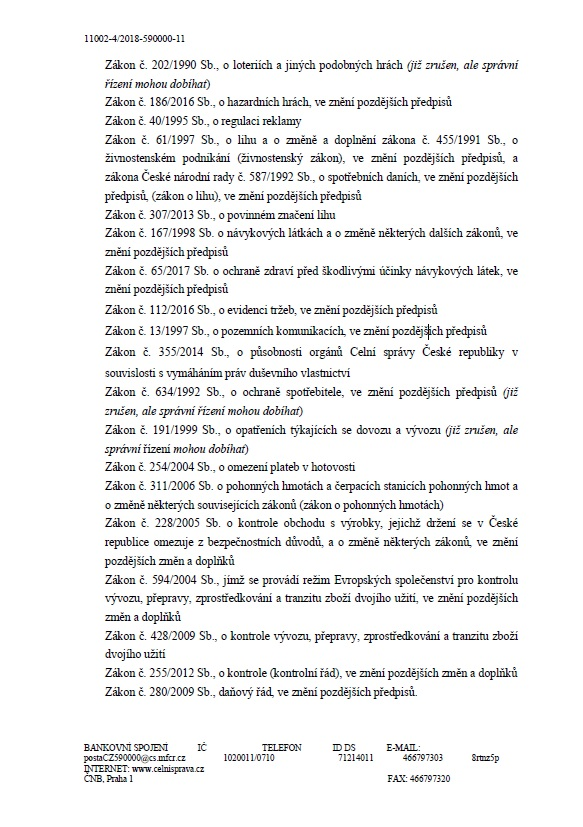 11002-4/2018-590000-11
Zákon č. 202/1990 Sb., o loteriích a jiných podobných hrách (již zrušen, ale správní
řízení mohou dobíhat)
Zákon č. 186/2016 Sb., o hazardních hrách, ve znění pozdějších předpisů
Zákon č. 40/1995 Sb., o regulaci reklamy
Zákon č. 61/1997 Sb., o lihu a o změně a doplnění zákona č. 455/1991 Sb., o
živnostenském podnikání (živnostenský zákon), ve znění pozdějších předpisů, a
zákona České národní rady č. 587/1992 Sb., o spotřebních daních, ve znění pozdějších
předpisů, (zákon o lihu), ve znění pozdějších předpisů
Zákon č. 307/2013 Sb., o povinném značení lihu
Zákon č. 167/1998 Sb. o návykových látkách a o změně některých dalších zákonů, ve
znění pozdějších předpisů
Zákon č. 65/2017 Sb. o ochraně zdraví před škodlivými účinky návykových látek, ve
znění pozdějších předpisů
Zákon č. 112/2016 Sb., o evidenci tržeb, ve znění pozdějších předpisů
Zákon č. 13/1997 Sb., o pozemních komunikacích, ve znění pozdějších předpisů
Zákon č. 355/2014 Sb., o působnosti orgánů Celní správy České republiky v
souvislosti s vymáháním práv duševního vlastnictví
Zákon č. 634/1992 Sb., o ochraně spotřebitele, ve znění pozdějších předpisů (již
zrušen, ale správní řízení mohou dobíhat)
Zákon č. 191/1999 Sb., o opatřeních týkajících se dovozu a vývozu (již zrušen, ale
správní řízení mohou dobíhat)
Zákon č. 254/2004 Sb., o omezení plateb v hotovosti
Zákon č. 311/2006 Sb. o pohonných hmotách a čerpacích stanicích pohonných hmot a
o změně některých souvisejících zákonů (zákon o pohonných hmotách)
Zákon č. 228/2005 Sb. o kontrole obchodu s výrobky, jejichž držení se v České
republice omezuje z bezpečnostních důvodů, a o změně některých zákonů, ve znění
pozdějších změn a doplňků
Zákon č. 594/2004 Sb., jímž se provádí režim Evropských společenství pro kontrolu
vývozu, přepravy, zprostředkování a tranzitu zboží dvojího užití, ve znění pozdějších
změn a doplňků
Zákon č. 428/2009 Sb., o kontrole vývozu, přepravy, zprostředkování a tranzitu zboží
dvojího užití
Zákon č. 255/2012 Sb., o kontrole (kontrolní řád), ve znění pozdějších změn a doplňků
Zákon č. 280/2009 Sb., daňový řád, ve znění pozdějších předpisů.
BANKOVNÍ SPOJENÍ IČ TELEFON ID DS E-MAIL:
postaCZ590000@cs.mfcr.cz 1020011/0710 71214011 466797303 8rtnz5p
INTERNET: www.celnisprava.cz
ČNB, Praha 1 FAX: 466797320